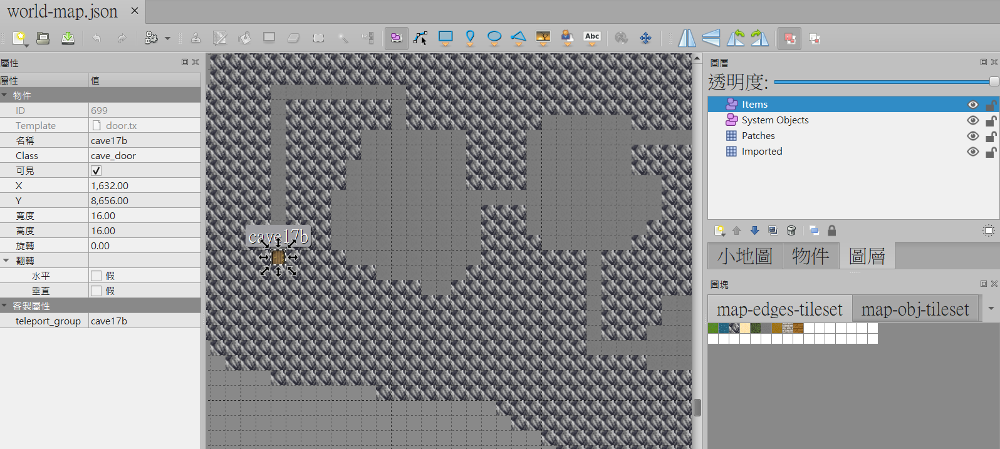 world-map.json
Abc
屬性
屬性 值
物件
ID 699
Template door.tx
名稱 cave17b
Class cave_door
可見
X 1,632.00
Y 8,656.00
寬度 16.00
高度 16.00
旋轉 0.00
翻轉
水平 假
垂直 假
客製屬性
teleport_group cave17b
cave17b
圖層
透明度:
Items
System Objects
Patches
Imported
小地圖 物件 圖層
圖塊
map-edges-tileset map-obj-tileset